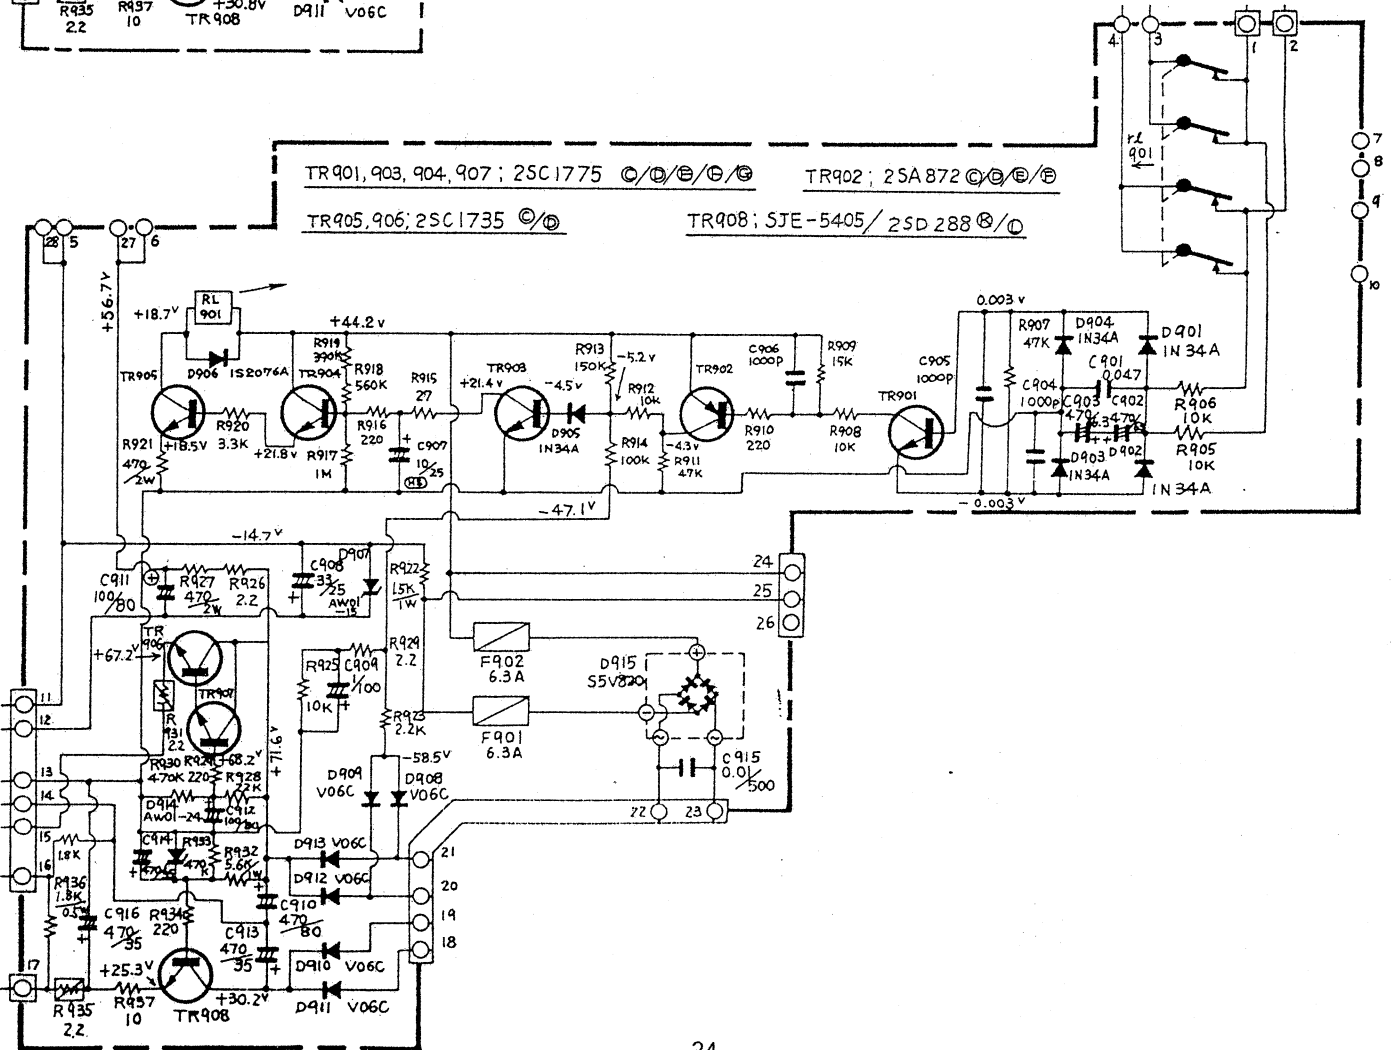 R935
2.2
R937
10
+30.8V
TR908
D911
V06C
4
3
1
2
7
8
9
10
rl
901
TR901, 903, 904, 907 ; 2SC1775 Ⓒ/Ⓓ/Ⓔ/Ⓕ/Ⓖ
TR902 ; 2SA872 Ⓒ/Ⓓ/Ⓔ/Ⓕ
TR905, 906 ; 2SC1735 Ⓒ/Ⓓ
TR908 ; SJE-5405/ 2SD288 Ⓚ/Ⓛ
28
5
27
6
+56.7V
+18.7V
RL
901
D906
1S2076A
+44.2V
TR905
R921
470/2W
+18.5V
R920
3.3K
+21.8V
TR904
R919
390K
R918
560K
R916
220
R917
1M
R915
27
C907
10/25
+21.4V
TR903
-4.5V
D905
1N34A
R913
150K
-5.2V
R912
10K
R914
100K
-4.3V
R911
47K
TR902
R910
220
C906
1000P
R909
15K
R908
10K
TR901
C905
1000P
0.003V
R907
47K
C904
1000P
D904
1N34A
D901
1N34A
C901
0.047
C903
C902
R906
10K
R905
10K
D903
1N34A
D902
1N34A
-0.003V
-47.1V
-14.7V
C911
100/80
R927
470/2W
R926
2.2
C908
33/25
D907
AW01
-15
R922
1.5K
1W
24
25
26
TR
906
+67.2V
TR907
R
931
2.2
R925
10K
C909
1/100
R929
2.2
R923
2.2K
F902
6.3A
F901
6.3A
D915
C915
0.01/500
22
23
+71.6V
-58.5V
D909
V06C
D908
V06C
R930
470K
220
+68.2V
R928
22K
D914
AW01-24
C912
C914
R933
470K
R932
5.6K
1W
11
12
13
14
15
16
17
1.8K
R936
1.8K
0.5W
C916
470/35
R934
220
C910
470/80
C913
470/35
D913 V06C
D912 V06C
D910 V06C
D911 V06C
21
20
19
18
+25.3V
R935
2.2
R937
10
TR908
+30.2V
24